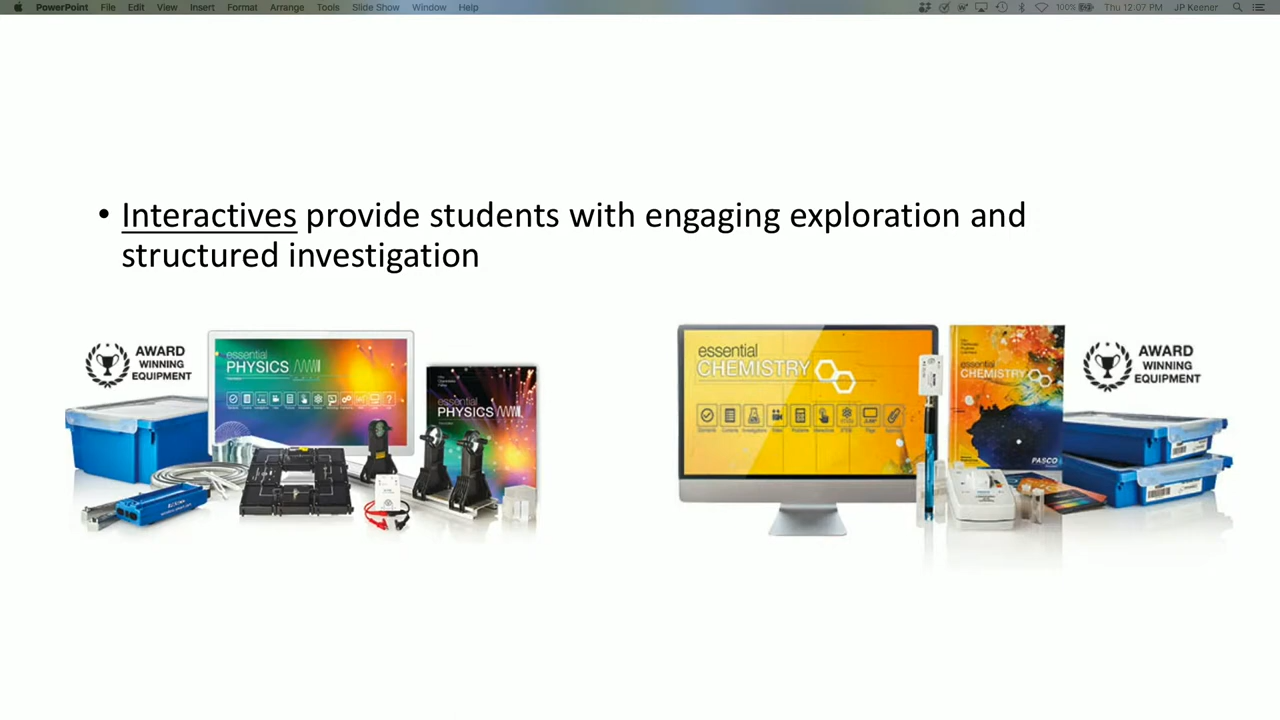 PowerPoint File Edit View Insert Format Arrange Tools Slide Show Window Help 100% Thu 12:07 PM JP Keener
• Interactives provide students with engaging exploration and
structured investigation
AWARD
WINNING
EQUIPMENT
essential
PHYSICS
essential
PHYSICS
essential
CHEMISTRY
essential
CHEMISTRY
PASCO
AWARD
WINNING
EQUIPMENT